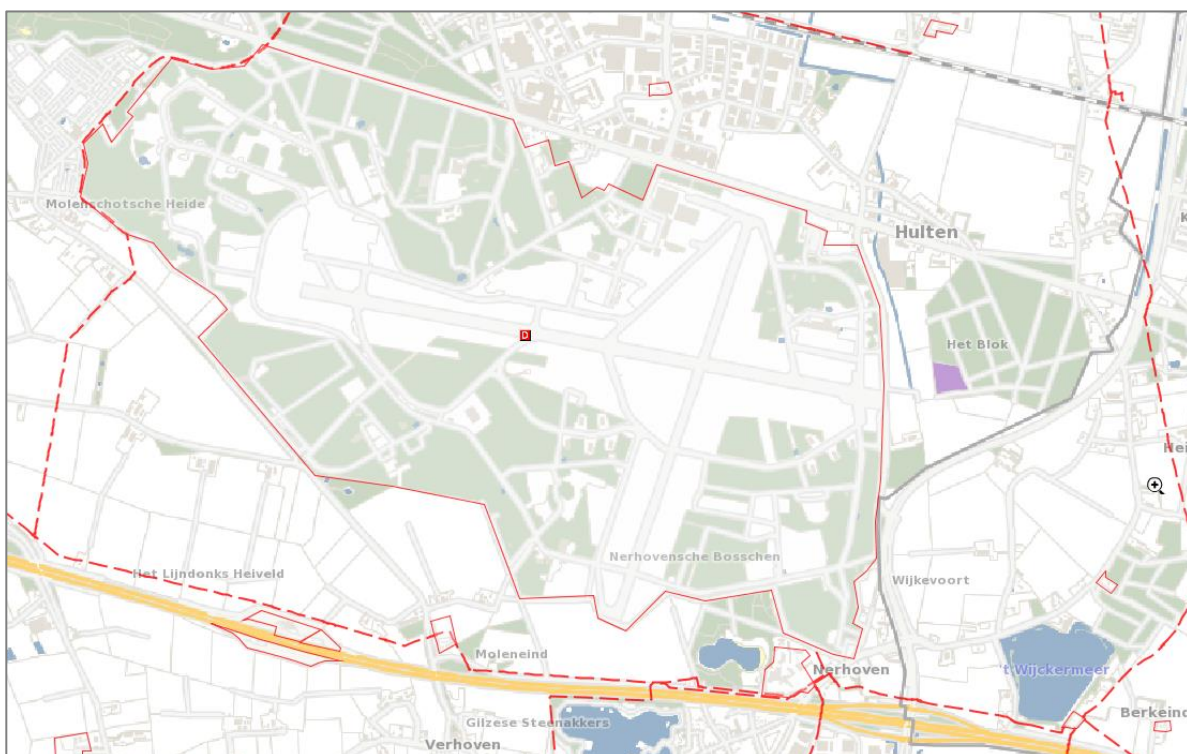 Molenschotsche Heide
Hulten
K
D
Het Blok
Hei
Nerhovensche Bosschen
Het Lijndonks Heiveld
Wijkevoort
Moleneind
Nerhoven
't Wijckermeer
Gilzese Steenakkers
Berkeind
Verhoven